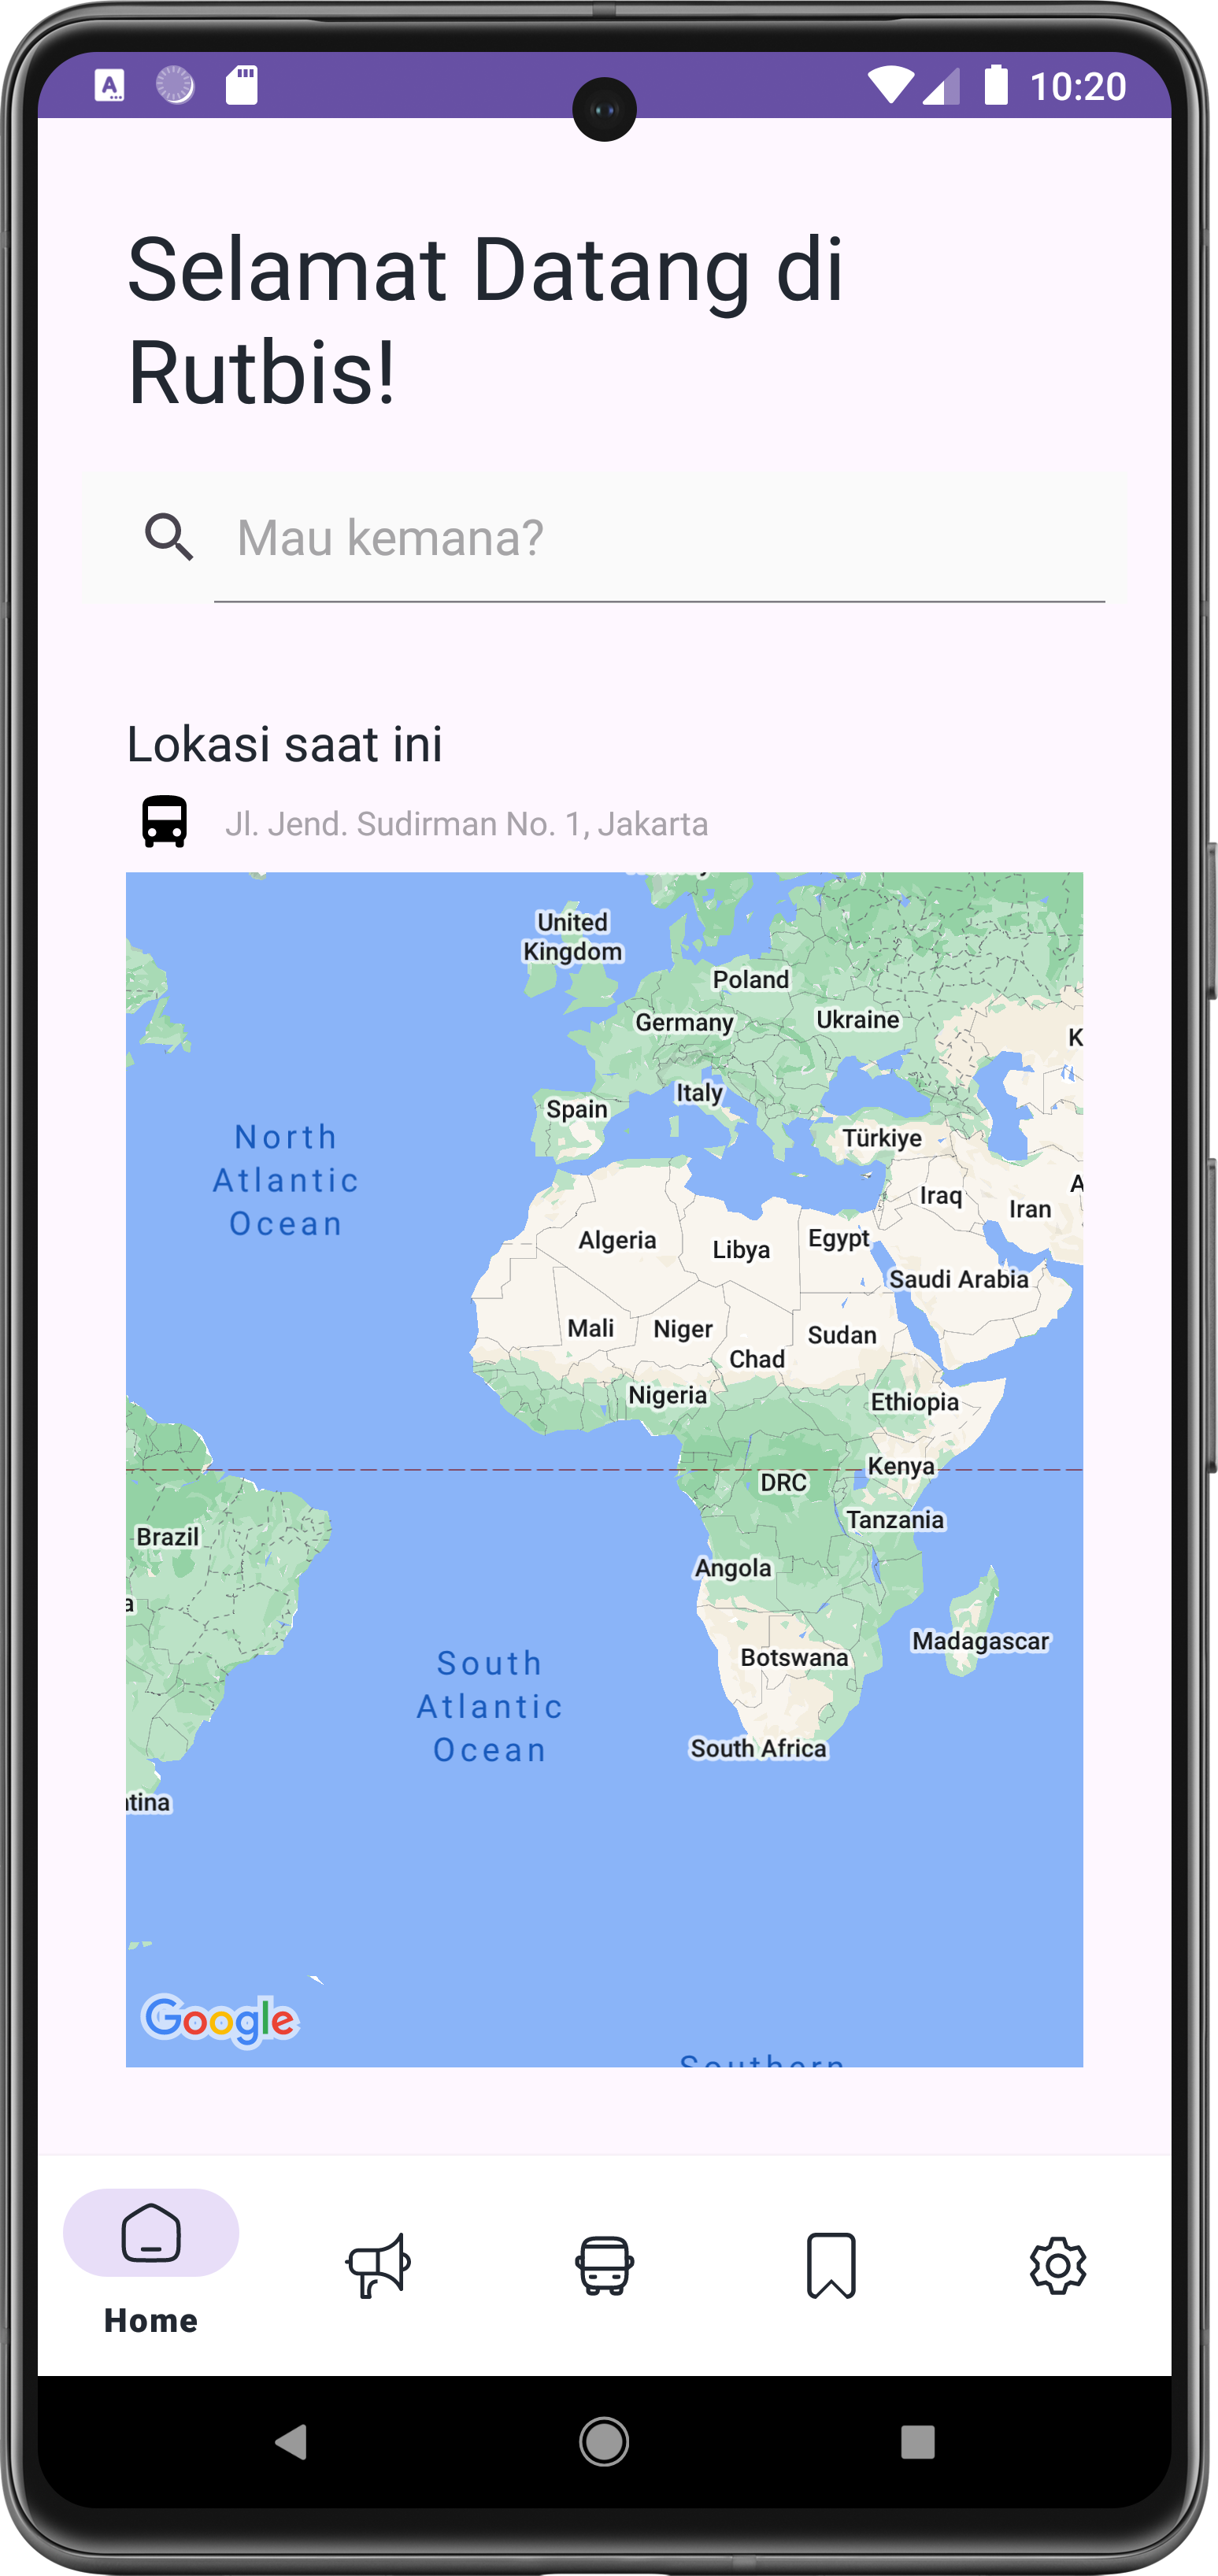 10:20
Selamat Datang di
Rutbis!
Mau kemana?
Lokasi saat ini
Jl. Jend. Sudirman No. 1, Jakarta
United
Kingdom
Poland
Germany
Ukraine
K
Italy
Spain
Türkiye
North
Atlantic
Ocean
Iraq
A
Iran
Algeria
Libya
Egypt
Saudi Arabia
Mali
Niger
Sudan
Chad
Nigeria
Ethiopia
Kenya
DRC
Tanzania
Brazil
Angola
a
Madagascar
Botswana
South
Atlantic
Ocean
South Africa
ntina
Google
Southern
Home